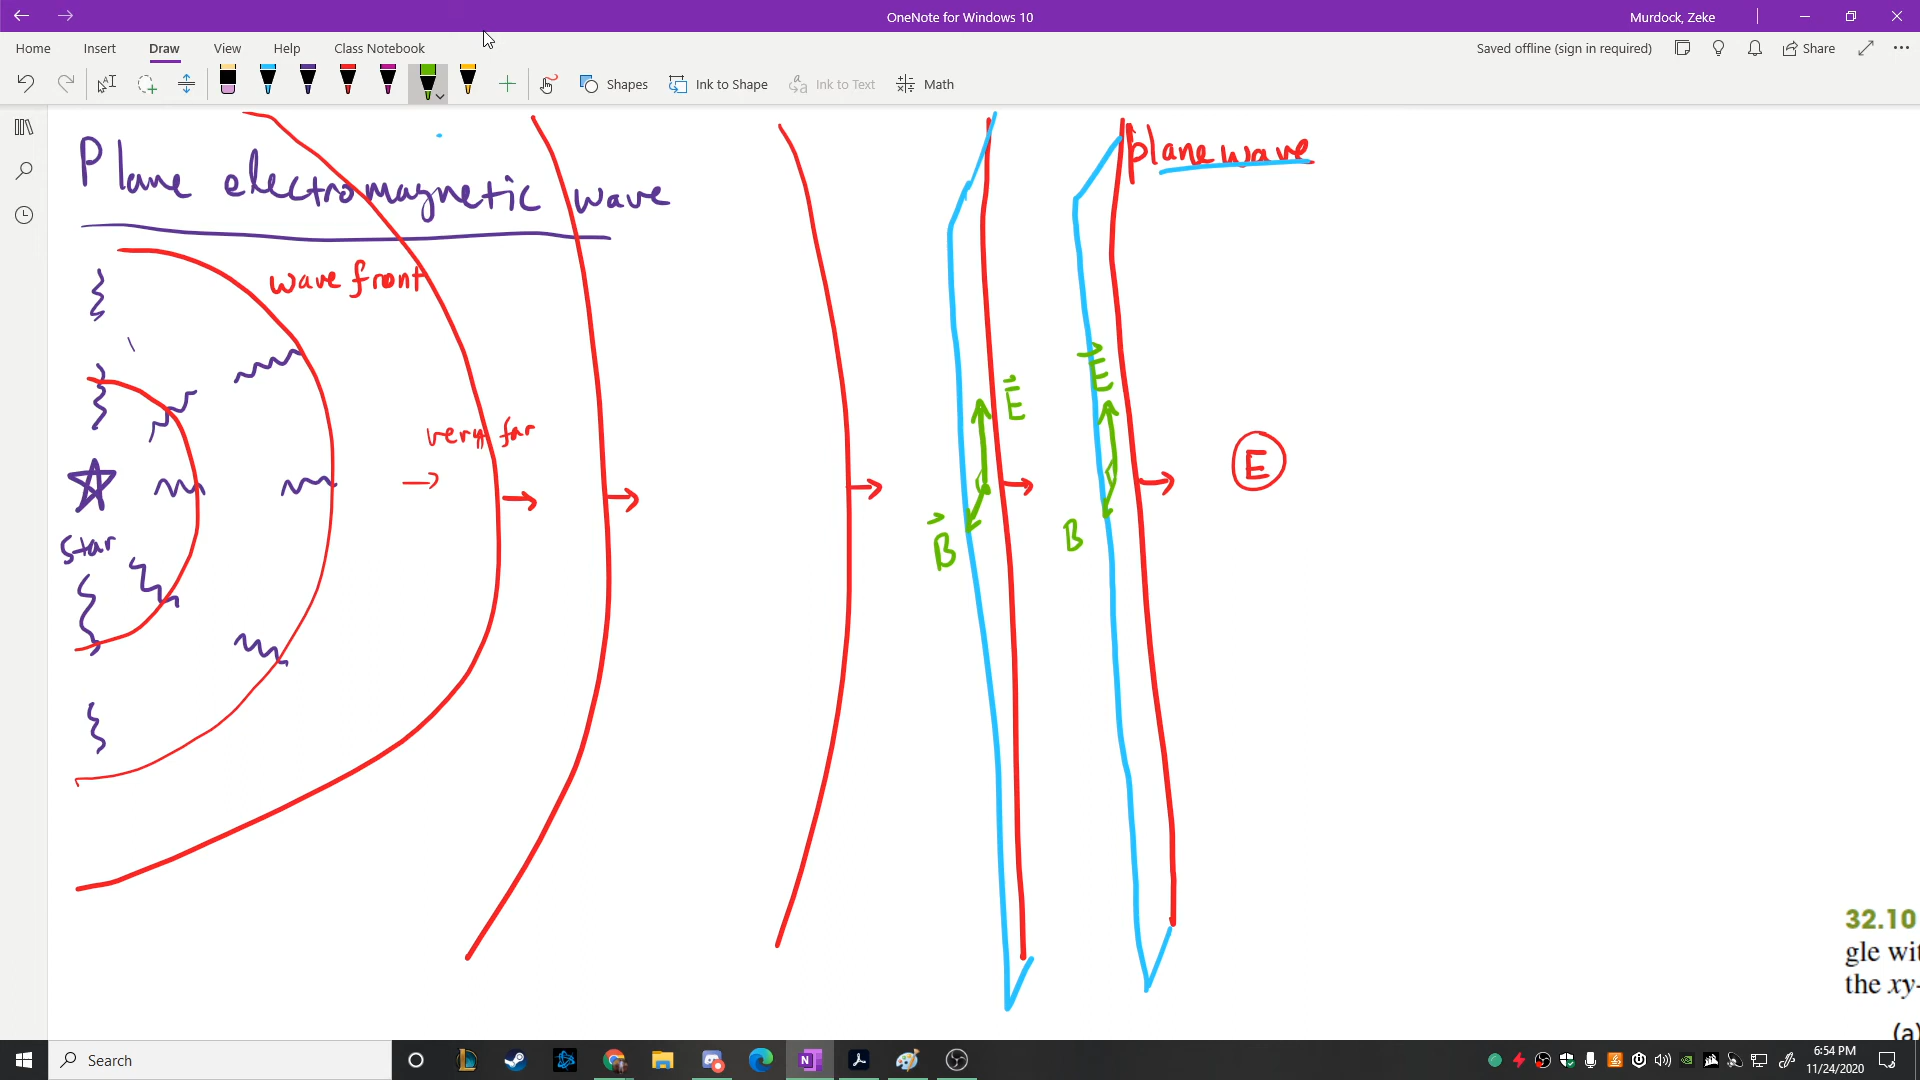 OneNote for Windows 10
Murdock, Zeke
Home Insert Draw View Help Class Notebook
Saved offline (sign in required) Share
Shapes Ink to Shape Ink to Text Math
Plane electromagnetic wave
plane wave
wave front
E
E
very far
E
star
B
B
32.10
gle wit
the xy-
(a)
Search
6:54 PM
11/24/2020